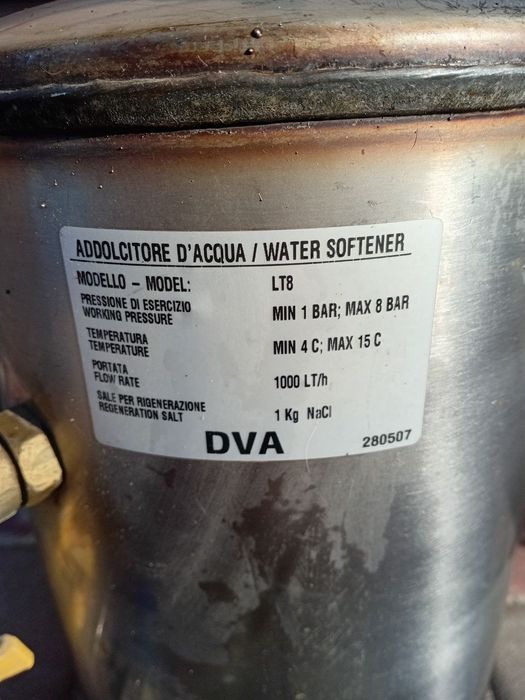 ADDOLCITORE D'ACQUA / WATER SOFTENER
MODELLO - MODEL: LT8
PRESSIONE DI ESERCIZIO
WORKING PRESSURE MIN 1 BAR; MAX 8 BAR
TEMPERATURA
TEMPERATURE MIN 4 C; MAX 15 C
PORTATA
FLOW RATE 1000 LT/h
SALE PER RIGENERAZIONE
REGENERATION SALT 1 Kg NaCl
DVA 280507